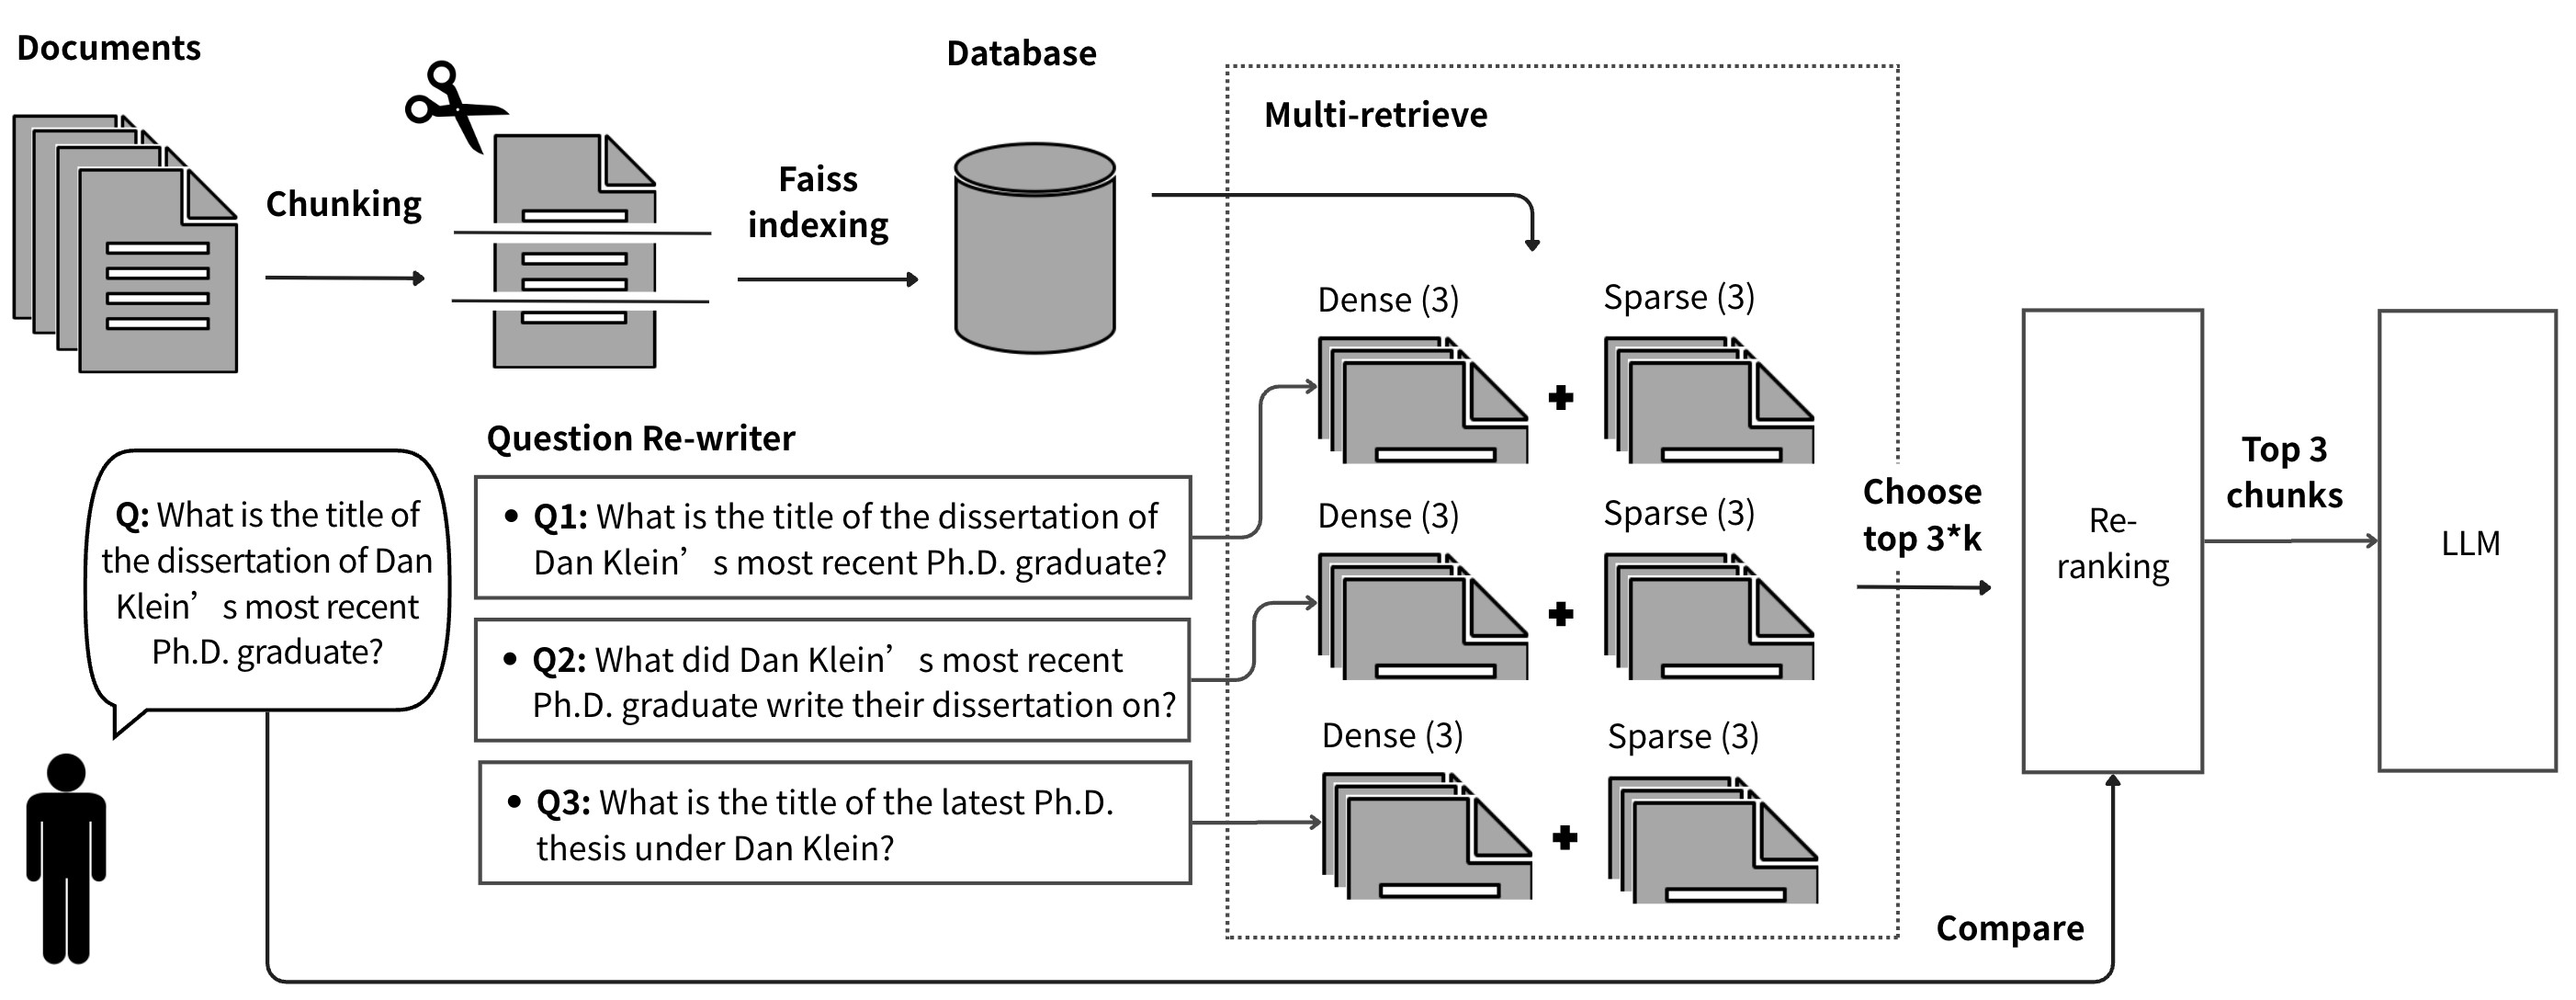 Documents
Database
Multi-retrieve
Chunking
Faiss
indexing
Dense (3)
Sparse (3)
Question Re-writer
Q: What is the title of
the dissertation of Dan
Klein’ s most recent
Ph.D. graduate?
• Q1: What is the title of the dissertation of
Dan Klein’ s most recent Ph.D. graduate?
• Q2: What did Dan Klein’ s most recent
Ph.D. graduate write their dissertation on?
• Q3: What is the title of the latest Ph.D.
thesis under Dan Klein?
Dense (3)
Sparse (3)
Dense (3)
Sparse (3)
Choose
top 3*k
Re-
ranking
Top 3
chunks
LLM
Compare